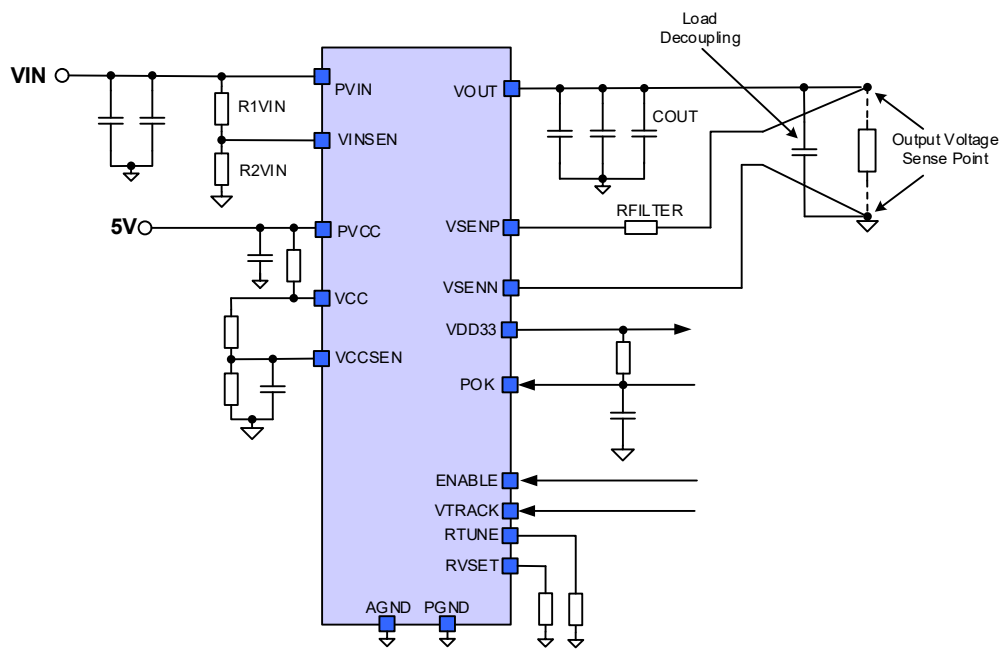 Load
Decoupling
VIN
PVIN
VOUT
R1VIN
COUT
VINSEN
Output Voltage
Sense Point
R2VIN
5V
PVCC
VSENP
RFILTER
VCC
VSENN
VDD33
VCCSEN
POK
ENABLE
VTRACK
RTUNE
RVSET
AGND
PGND